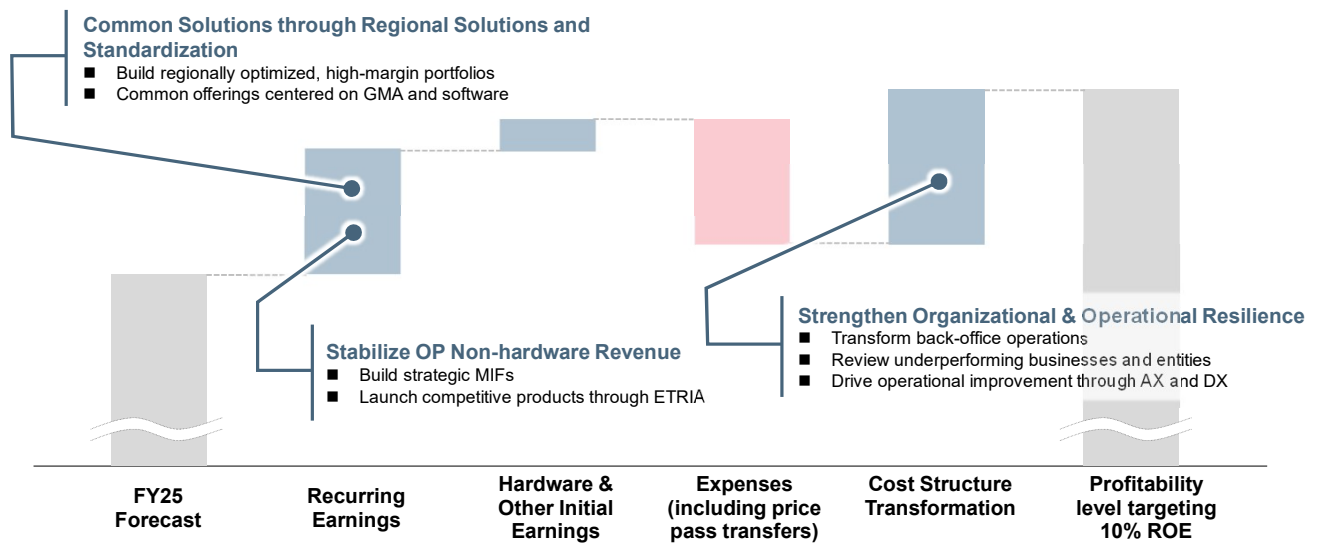 Common Solutions through Regional Solutions and
Standardization
■ Build regionally optimized, high-margin portfolios
■ Common offerings centered on GMA and software
Stabilize OP Non-hardware Revenue
■ Build strategic MIFs
■ Launch competitive products through ETRIA
Strengthen Organizational & Operational Resilience
■ Transform back-office operations
■ Review underperforming businesses and entities
■ Drive operational improvement through AX and DX
FY25
Forecast
Recurring
Earnings
Hardware &
Other Initial
Earnings
Expenses
(including price
pass transfers)
Cost Structure
Transformation
Profitability
level targeting
10% ROE